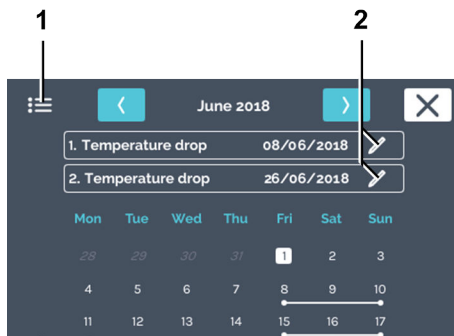 1 2
June 2018
1. Temperature drop 08/06/2018
2. Temperature drop 26/06/2018
Mon Tue Wed Thu Fri Sat Sun
28 29 30 31 1 2 3
4 5 6 7 8 9 10
11 12 13 14 15 16 17